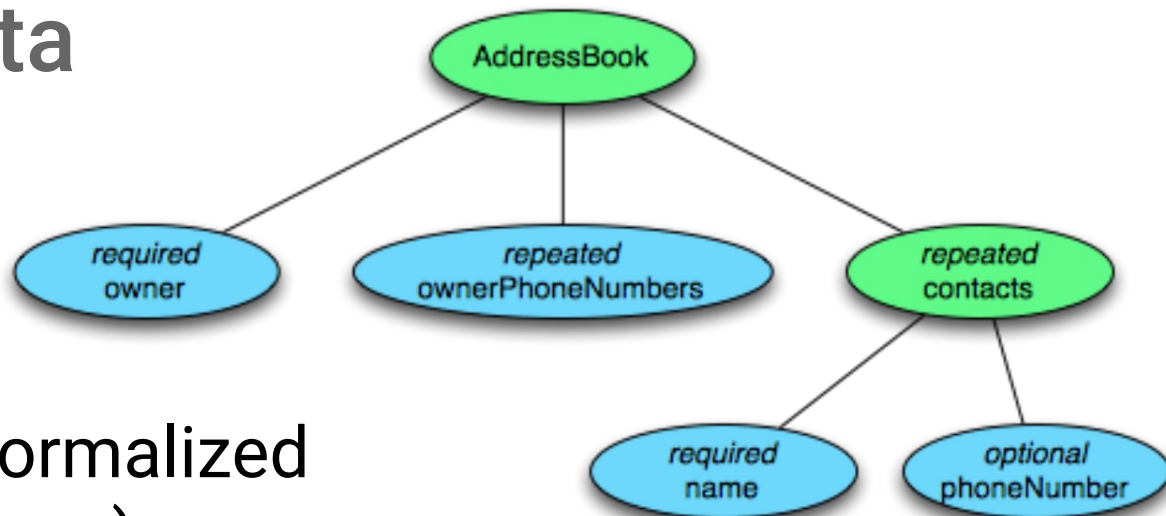 ta
AddressBook
required
owner
repeated
ownerPhoneNumbers
repeated
contacts
ormalized
)
required
name
optional
phoneNumber